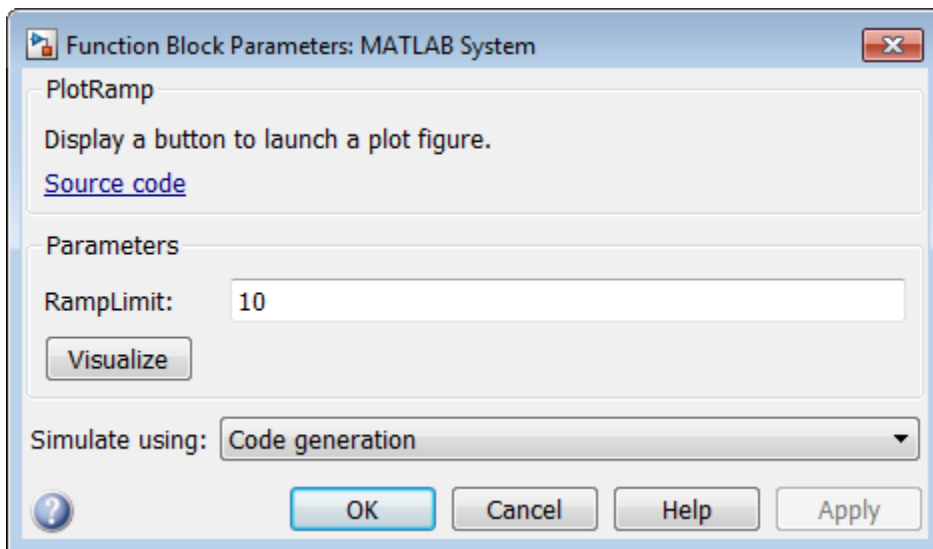 Function Block Parameters: MATLAB System
PlotRamp
Display a button to launch a plot figure.
Source code
Parameters
RampLimit: 10
Visualize
Simulate using: Code generation
? OK Cancel Help Apply